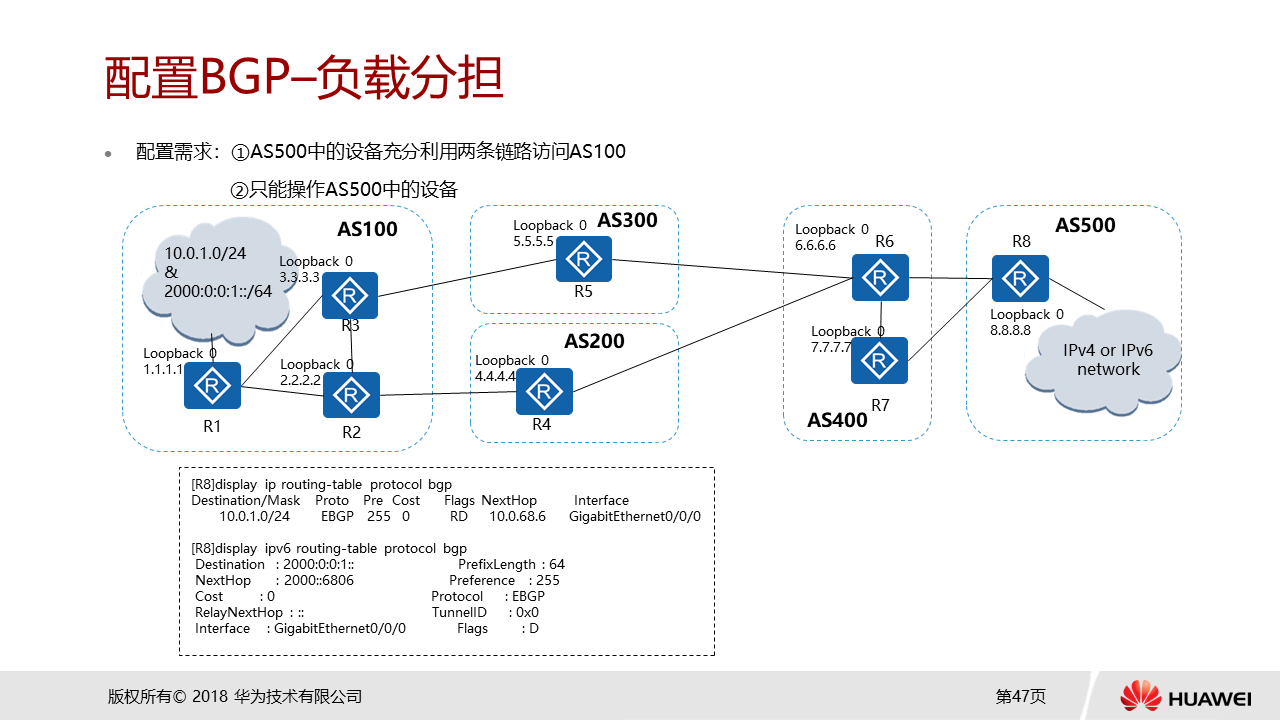 配置BGP–负载分担
• 配置需求：①AS500中的设备充分利用两条链路访问AS100
②只能操作AS500中的设备
AS100
10.0.1.0/24
&
2000:0:0:1::/64
Loopback 0
3.3.3.3
R3
Loopback 0
1.1.1.1
R1
Loopback 0
2.2.2.2
R2
AS300
Loopback 0
5.5.5.5
R5
AS200
Loopback 0
4.4.4.4
R4
Loopback 0
6.6.6.6
R6
Loopback 0
7.7.7.7
R7
AS400
AS500
R8
Loopback 0
8.8.8.8
IPv4 or IPv6
network
[R8]display ip routing-table protocol bgp
Destination/Mask Proto Pre Cost Flags NextHop Interface
10.0.1.0/24 EBGP 255 0 RD 10.0.68.6 GigabitEthernet0/0/0
[R8]display ipv6 routing-table protocol bgp
Destination : 2000:0:0:1:: PrefixLength : 64
NextHop : 2000::6806 Preference : 255
Cost : 0 Protocol : EBGP
RelayNextHop : :: TunnelID : 0x0
Interface : GigabitEthernet0/0/0 Flags : D
版权所有© 2018 华为技术有限公司
第47页
HUAWEI